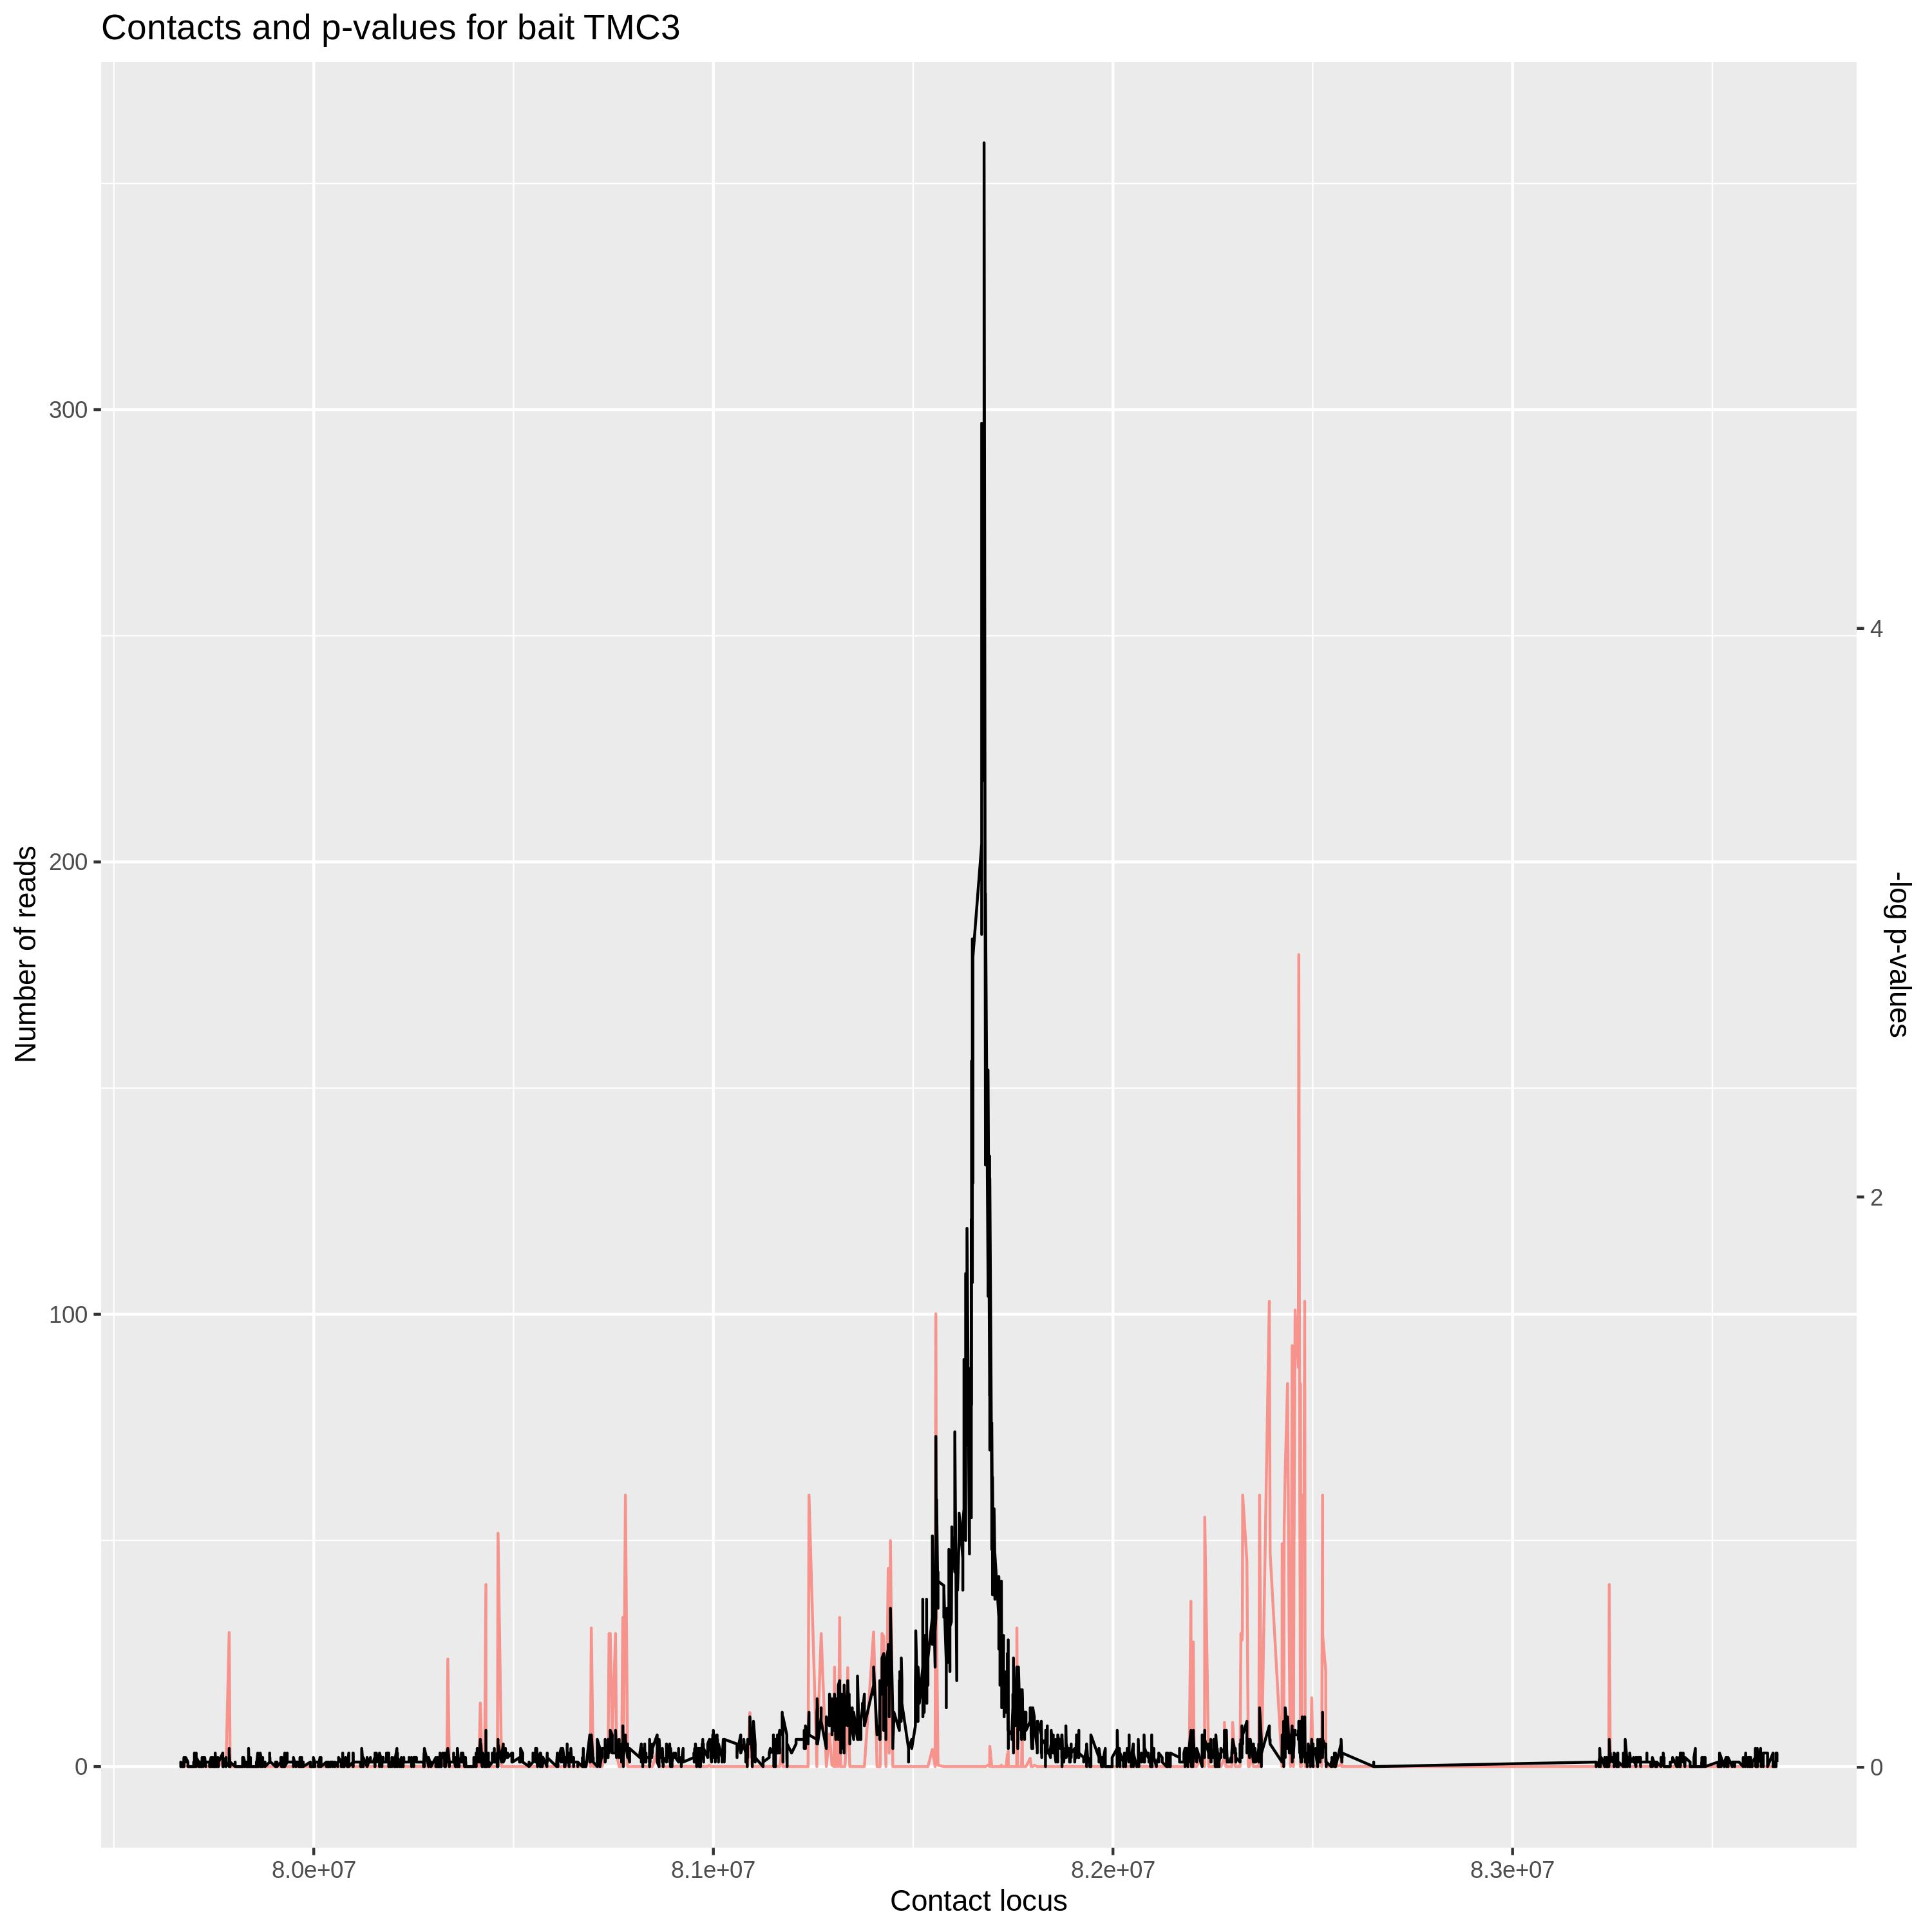 Contacts and p-values for bait TMC3
Number of reads
300
200
100
0
4
2
0
-log p-values
8.0e+07
8.1e+07
8.2e+07
8.3e+07
Contact locus